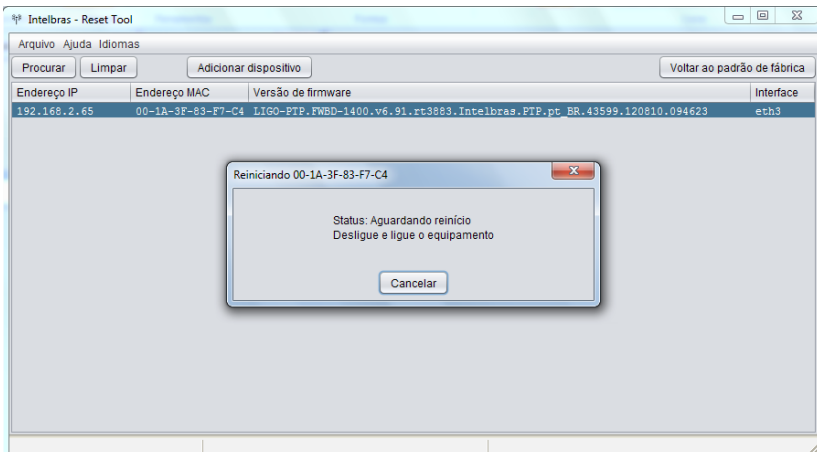 Intelbras - Reset Tool
Arquivo Ajuda Idiomas
Procurar Limpar Adicionar dispositivo Voltar ao padrão de fábrica
Endereço IP Endereço MAC Versão de firmware Interface
192.168.2.65 00-1A-3F-83-F7-C4 LIGO-PTP.FWBD-1400.v6.91.rt3883.Intelbras.PTP.pt_BR.43599.120810.094623 eth3
Reiniciando 00-1A-3F-83-F7-C4
Status: Aguardando reinício
Desligue e ligue o equipamento
Cancelar